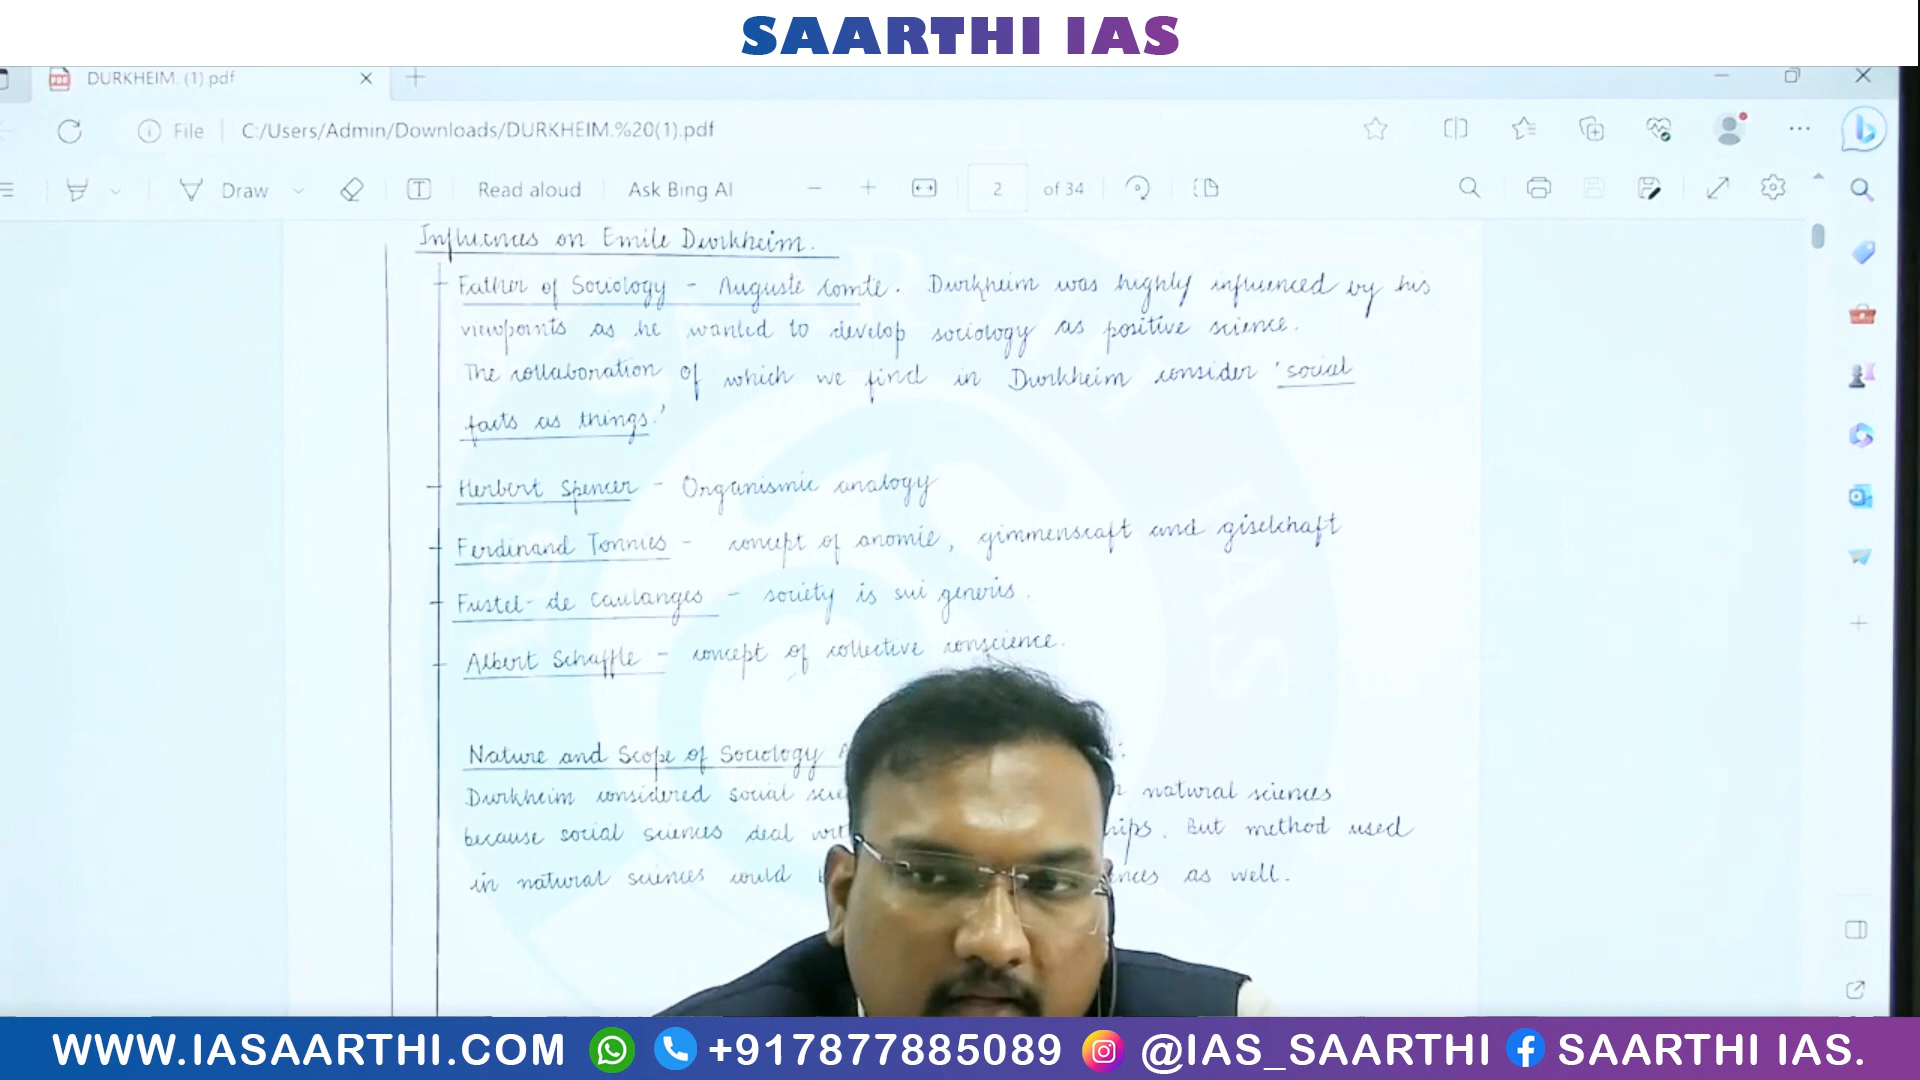 SAARTHI IAS
DURKHEIM. (1).pdf
File C:/Users/Admin/Downloads/DURKHEIM.%20(1).pdf
Draw Read aloud Ask Bing AI 2 of 34
Influences on Emile Durkheim.
Father of Sociology - Auguste Comte. Durkheim was highly influenced by his
viewpoints as he wanted to develop sociology as positive science.
The collaboration of which we find in Durkheim consider 'social
facts as things.'
Herbert Spencer - Organismic analogy
Ferdinand Tonnies - concept of anomie, gimmenscaft and giselchaft
Fustel-de Caulanges - society is sui generis.
Albert Schaffle - concept of collective conscience.
Nature and Scope of Sociology
Durkheim considered social natural sciences
because social sciences deal But method used
in natural sciences could as well.
IAS
WWW.IASAARTHI.COM +917877885089 @IAS_SAARTHI SAARTHI IAS.